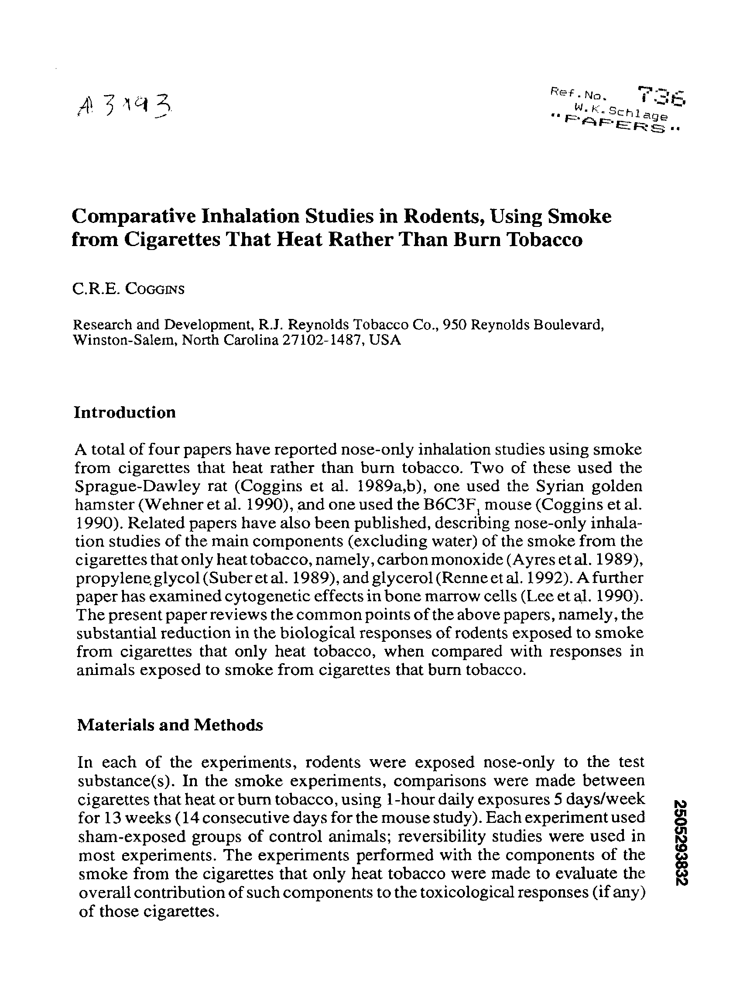 A 3193
Ref.No. 736
W.K.Schlage
"PAPERS"
Comparative Inhalation Studies in Rodents, Using Smoke
from Cigarettes That Heat Rather Than Burn Tobacco
C.R.E. COGGINS
Research and Development, R.J. Reynolds Tobacco Co., 950 Reynolds Boulevard,
Winston-Salem, North Carolina 27102-1487, USA
Introduction
A total of four papers have reported nose-only inhalation studies using smoke
from cigarettes that heat rather than burn tobacco. Two of these used the
Sprague-Dawley rat (Coggins et al. 1989a,b), one used the Syrian golden
hamster (Wehner et al. 1990), and one used the B6C3F₁ mouse (Coggins et al.
1990). Related papers have also been published, describing nose-only inhala-
tion studies of the main components (excluding water) of the smoke from the
cigarettes that only heat tobacco, namely, carbon monoxide (Ayres et al. 1989),
propylene glycol (Suber et al. 1989), and glycerol (Renne et al. 1992). A further
paper has examined cytogenetic effects in bone marrow cells (Lee et al. 1990).
The present paper reviews the common points of the above papers, namely, the
substantial reduction in the biological responses of rodents exposed to smoke
from cigarettes that only heat tobacco, when compared with responses in
animals exposed to smoke from cigarettes that burn tobacco.
Materials and Methods
In each of the experiments, rodents were exposed nose-only to the test
substance(s). In the smoke experiments, comparisons were made between
cigarettes that heat or burn tobacco, using 1-hour daily exposures 5 days/week
for 13 weeks (14 consecutive days for the mouse study). Each experiment used
sham-exposed groups of control animals; reversibility studies were used in
most experiments. The experiments performed with the components of the
smoke from the cigarettes that only heat tobacco were made to evaluate the
overall contribution of such components to the toxicological responses (if any)
of those cigarettes.
2505293832